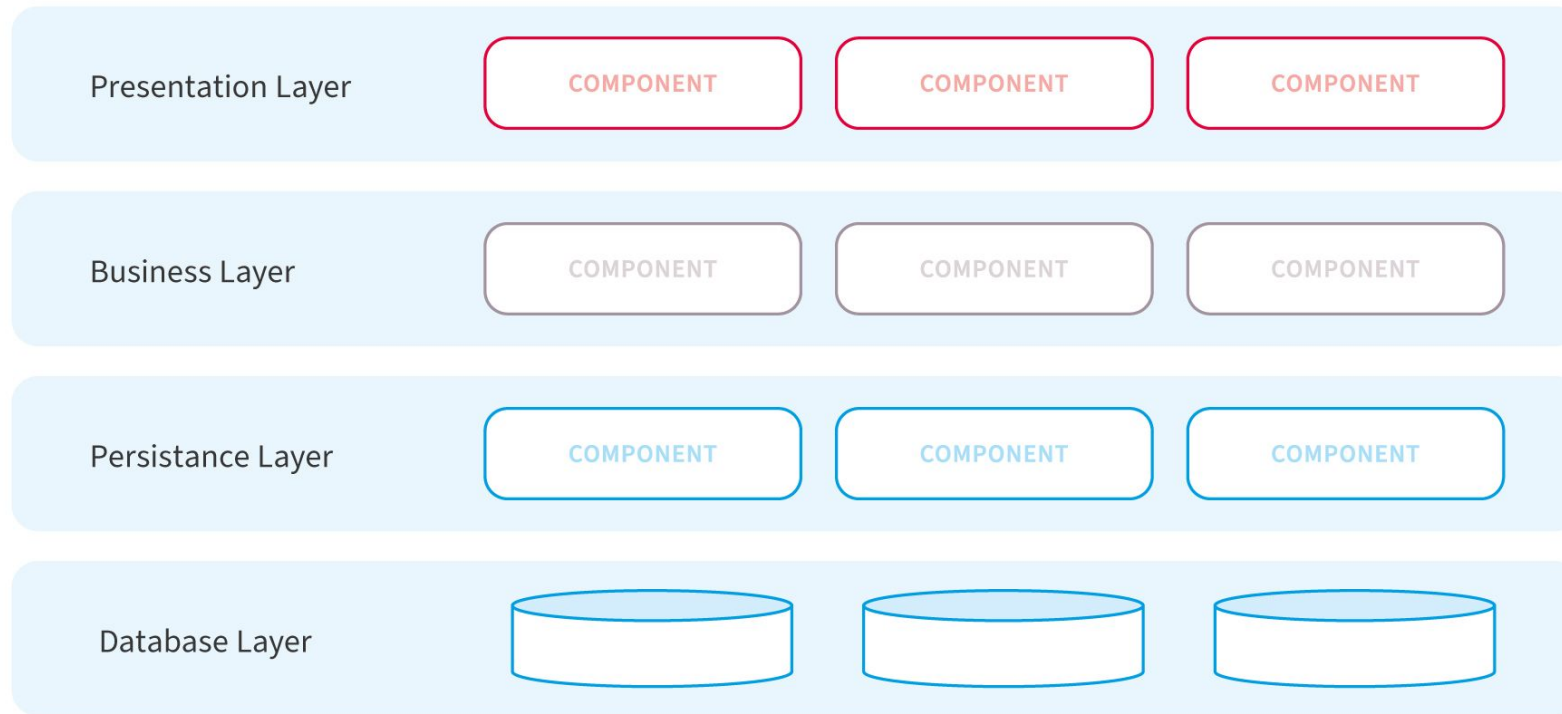 Presentation Layer
COMPONENT COMPONENT COMPONENT
Business Layer
COMPONENT COMPONENT COMPONENT
Persistance Layer
COMPONENT COMPONENT COMPONENT
Database Layer